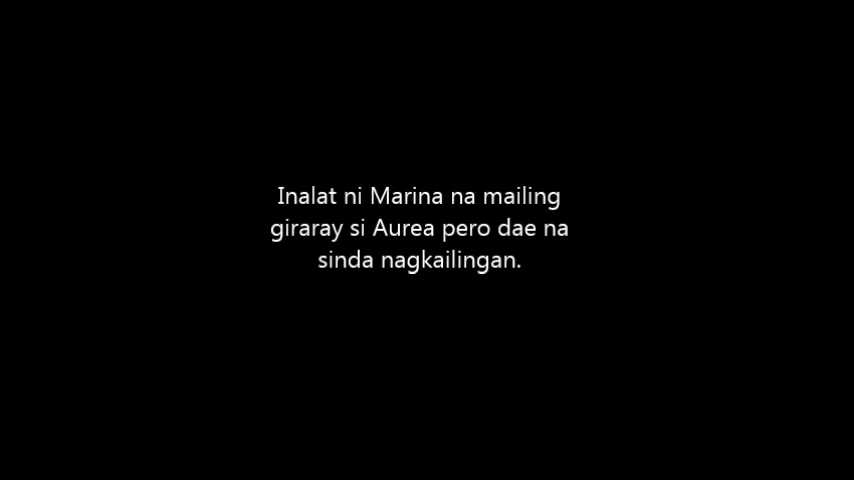 Inalat ni Marina na mailing
giraray si Aurea pero dae na
sinda nagkailingan.